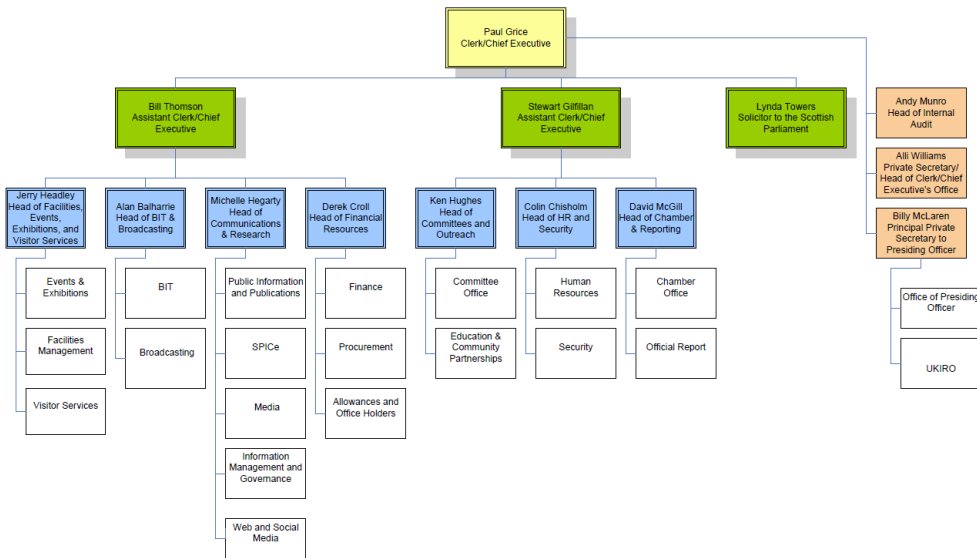 Paul Grice
Clerk/Chief Executive
Bill Thomson
Assistant Clerk/Chief
Executive
Stewart Gilfillan
Assistant Clerk/Chief
Executive
Lynda Towers
Solicitor to the Scottish
Parliament
Andy Munro
Head of Internal
Audit
Alli Williams
Private Secretary/
Head of Clerk/Chief
Executive's Office
Billy McLaren
Principal Private
Secretary to
Presiding Officer
Jerry Headley
Head of Facilities,
Events,
Exhibitions, and
Visitor Services
Alan Balharrie
Head of BIT &
Broadcasting
Michelle Hegarty
Head of
Communications
& Research
Derek Croll
Head of Financial
Resources
Ken Hughes
Head of
Committees and
Outreach
Colin Chisholm
Head of HR and
Security
David McGill
Head of Chamber
& Reporting
Events &
Exhibitions
Facilities
Management
Visitor Services
BIT
Broadcasting
Public Information
and Publications
SPICe
Media
Information
Management and
Governance
Web and Social
Media
Finance
Procurement
Allowances and
Office Holders
Committee
Office
Education &
Community
Partnerships
Human
Resources
Security
Chamber
Office
Official Report
Office of Presiding
Officer
UKIRO